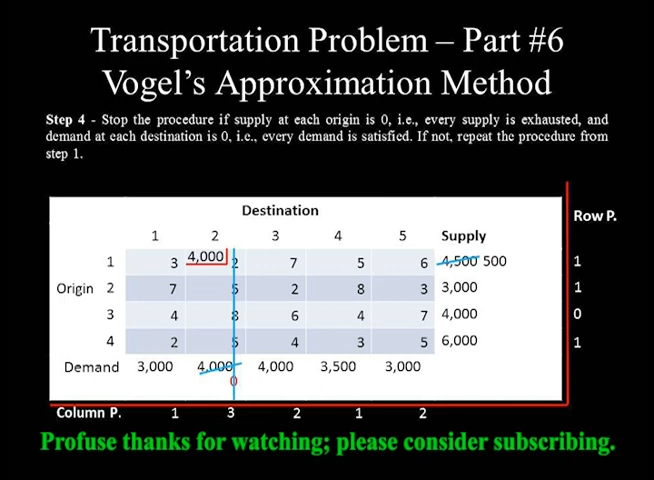 Transportation Problem – Part #6
Vogel's Approximation Method
Step 4 - Stop the procedure if supply at each origin is 0, i.e., every supply is exhausted, and
demand at each destination is 0, i.e., every demand is satisfied. If not, repeat the procedure from
step 1.
Destination
Row P.
1 2 3 4 5 Supply
1 3 4,000 2 7 5 6 4,500 500 1
Origin 2 7 5 2 8 3 3,000 1
3 4 8 6 4 7 4,000 0
4 2 5 4 3 5 6,000 1
Demand 3,000 4,000 4,000 3,500 3,000
0
Column P. 1 3 2 1 2
Profuse thanks for watching; please consider subscribing.